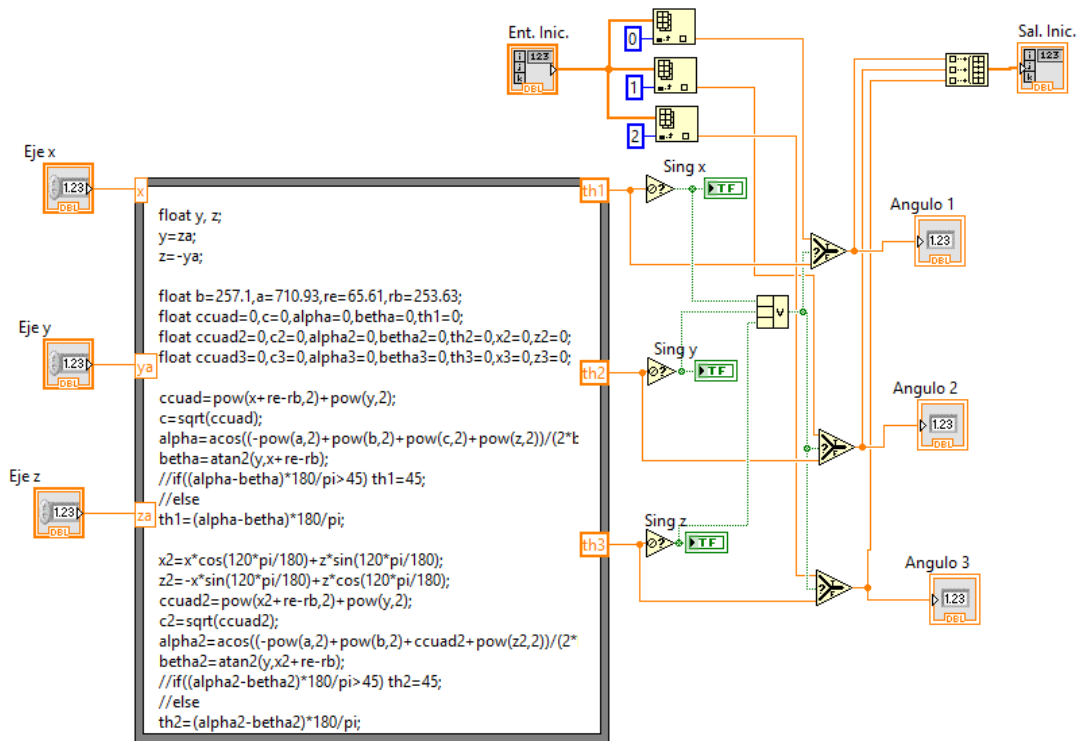 Ent. Inic.
Sal. Inic.
i
j
k
123
DBL
0
1
2
i
j
k
123
DBL
Eje x
1.23
DBL
x
Eje y
1.23
DBL
ya
Eje z
1.23
DBL
za
float y, z;
y=za;
z=-ya;
float b=257.1,a=710.93,re=65.61,rb=253.63;
float ccuad=0,c=0,alpha=0,betha=0,th1=0;
float ccuad2=0,c2=0,alpha2=0,betha2=0,th2=0,x2=0,z2=0;
float ccuad3=0,c3=0,alpha3=0,betha3=0,th3=0,x3=0,z3=0;
ccuad=pow(x+re-rb,2)+pow(y,2);
c=sqrt(ccuad);
alpha=acos((-pow(a,2)+pow(b,2)+pow(c,2)+pow(z,2))/(2*b
betha=atan2(y,x+re-rb);
//if((alpha-betha)*180/pi>45) th1=45;
//else
th1=(alpha-betha)*180/pi;
x2=x*cos(120*pi/180)+z*sin(120*pi/180);
z2=-x*sin(120*pi/180)+z*cos(120*pi/180);
ccuad2=pow(x2+re-rb,2)+pow(y,2);
c2=sqrt(ccuad2);
alpha2=acos((-pow(a,2)+pow(b,2)+ccuad2+pow(z2,2))/(2*
betha2=atan2(y,x2+re-rb);
//if((alpha2-betha2)*180/pi>45) th2=45;
//else
th2=(alpha2-betha2)*180/pi;
th1
th2
th3
Sing x
?
TF
Sing y
?
TF
Sing z
?
TF
V
? T F
? T F
? T F
Angulo 1
1.23
DBL
Angulo 2
1.23
DBL
Angulo 3
1.23
DBL